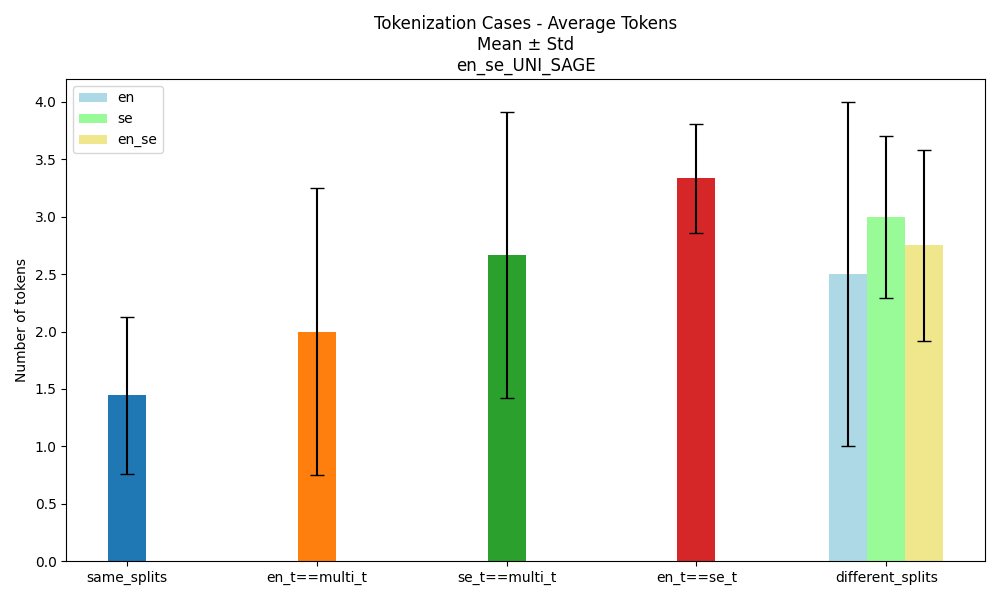 Tokenization Cases - Average Tokens
Mean ± Std
en_se_UNI_SAGE
en
se
en_se
Number of tokens
4.0
3.5
3.0
2.5
2.0
1.5
1.0
0.5
0.0
same_splits
en_t==multi_t
se_t==multi_t
en_t==se_t
different_splits